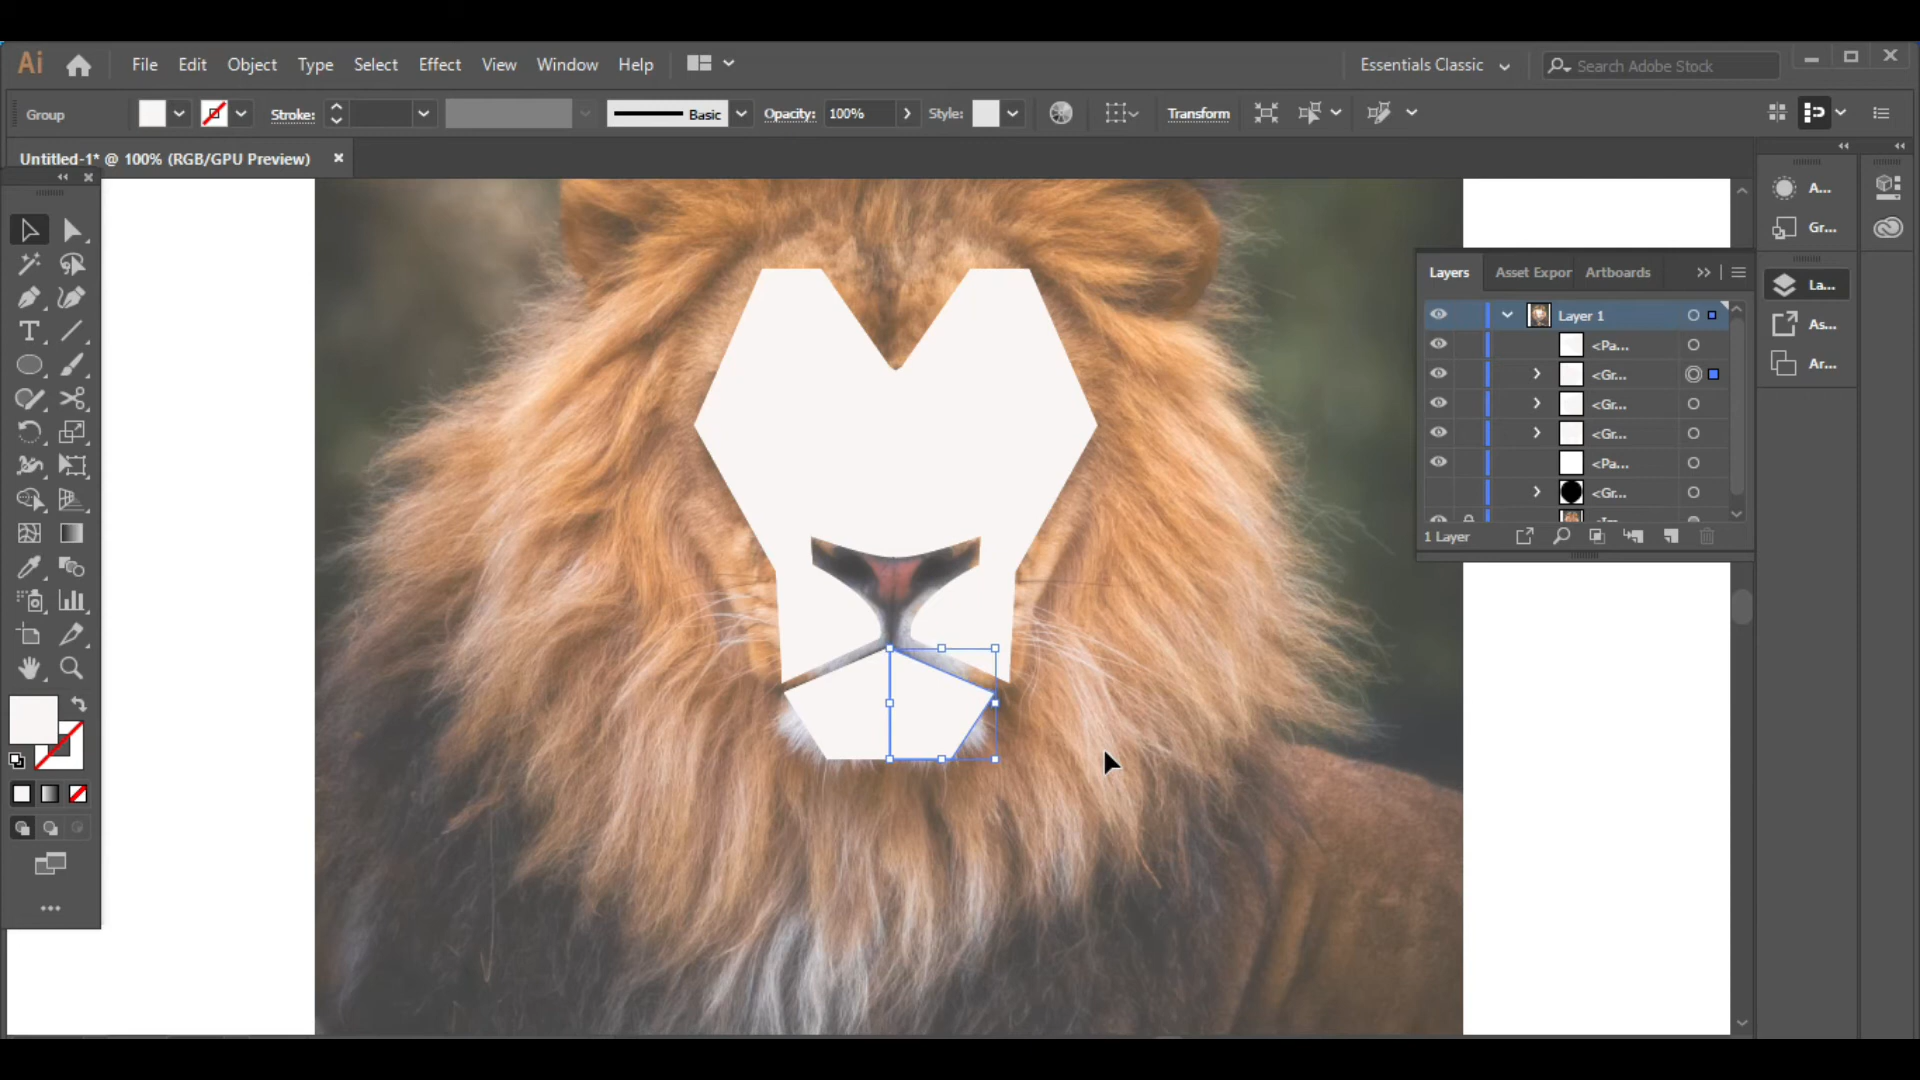 Ai File Edit Object Type Select Effect View Window Help Essentials Classic Search Adobe Stock
Group Stroke: Basic Opacity: 100% Style: Transform
Untitled-1* @ 100% (RGB/GPU Preview)
A...
Gr...
Layers Asset Expor Artboards
La...
Layer 1
As...
<Pa...
Ar...
<Gr...
<Gr...
<Gr...
<Pa...
<Gr...
1 Layer